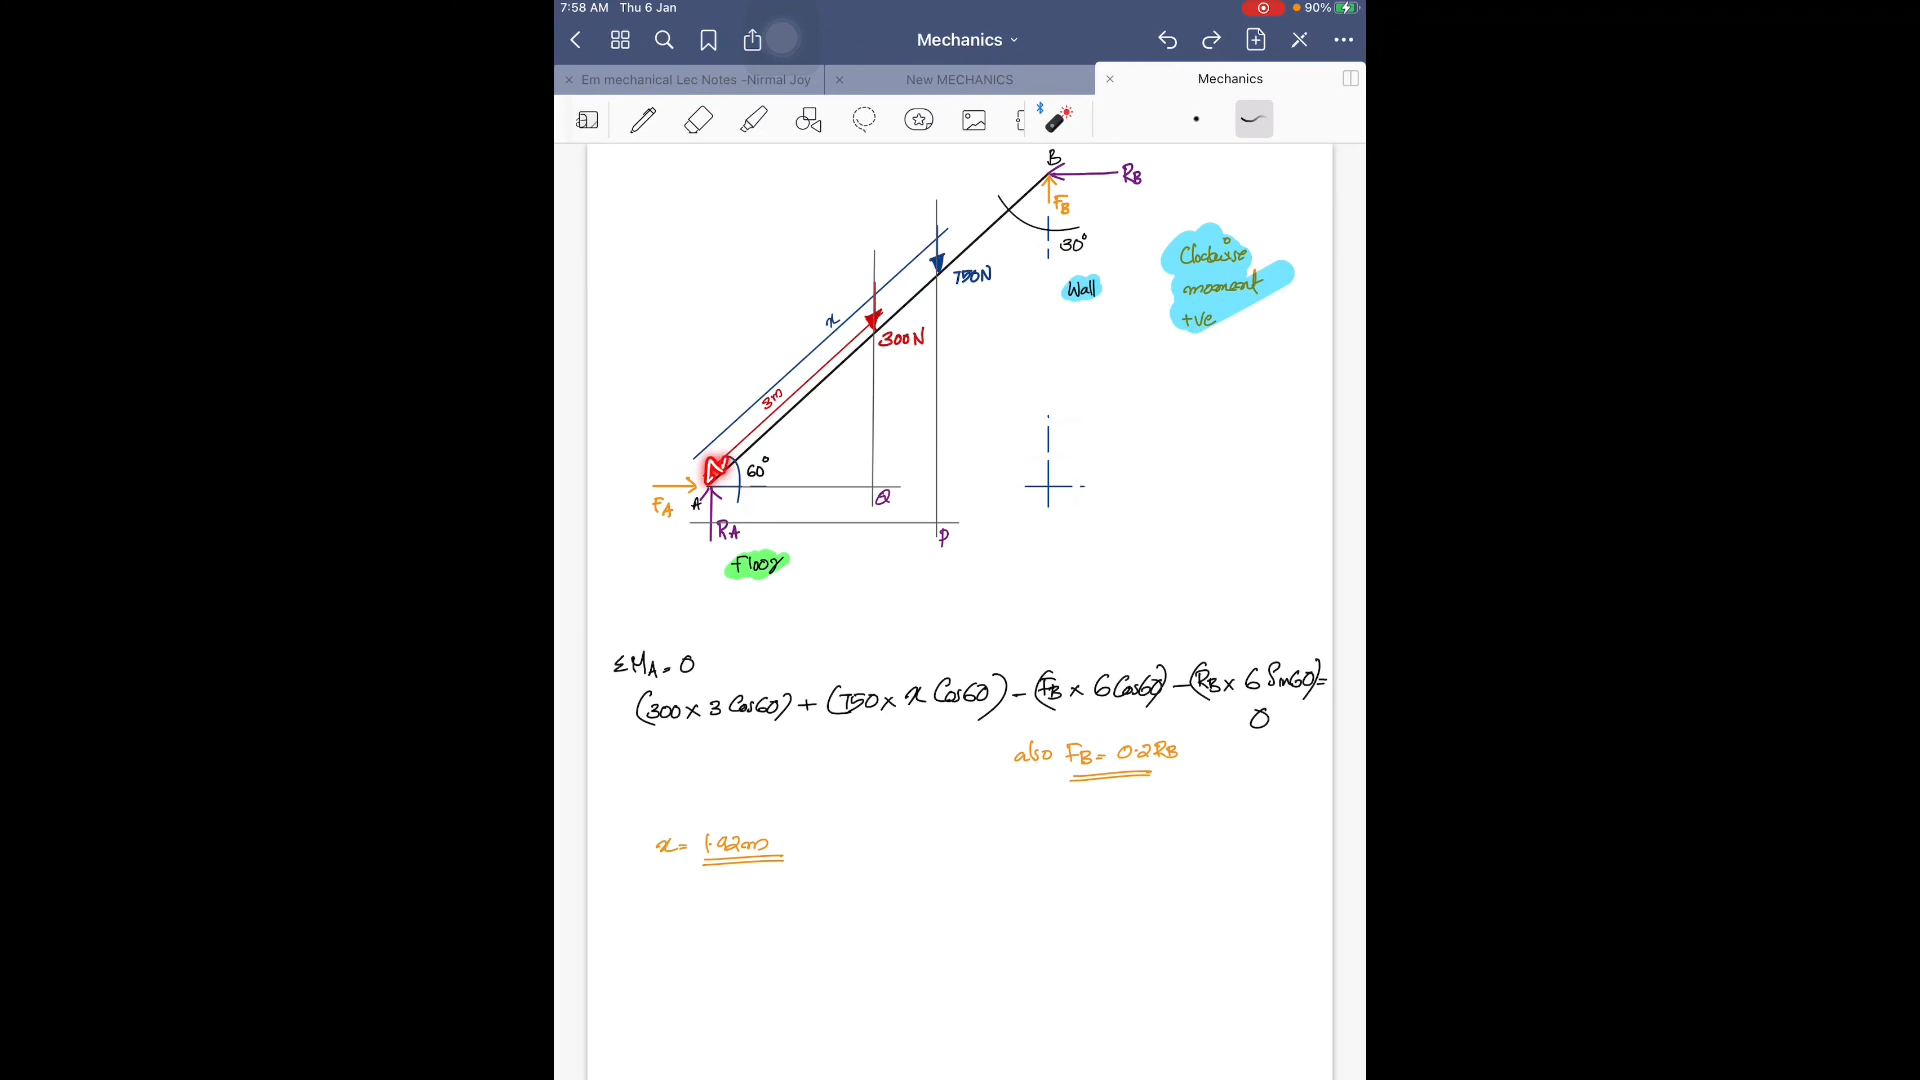 7:58 AM Thu 6 Jan
90%
Mechanics
Em mechanical Lec Notes -Nirmal Joy
New MECHANICS
Mechanics
B
RB
FB
30°
Clockwise
moment
+ve
750N
Wall
x
300N
3m
60°
FA
A
Q
RA
P
Floor
ΣMA = 0
(300 x 3 Cos60) + (750 x x Cos60) - (FB x 6 Cos60) - (RB x 6 Sin60) =
0
also FB = 0.2RB
x = 1.92m